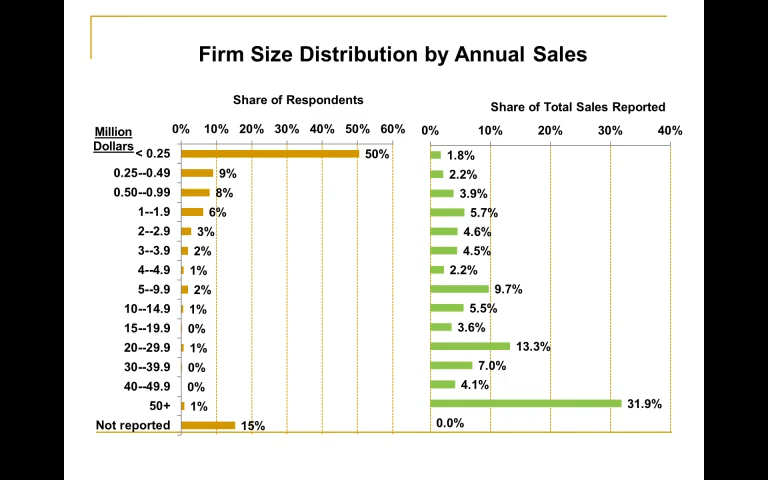 Firm Size Distribution by Annual Sales
Share of Respondents
Share of Total Sales Reported
Million
Dollars
0% 10% 20% 30% 40% 50% 60%
0% 10% 20% 30% 40%
< 0.25 50% 1.8%
0.25--0.49 9% 2.2%
0.50--0.99 8% 3.9%
1--1.9 6% 5.7%
2--2.9 3% 4.6%
3--3.9 2% 4.5%
4--4.9 1% 2.2%
5--9.9 2% 9.7%
10--14.9 1% 5.5%
15--19.9 0% 3.6%
20--29.9 1% 13.3%
30--39.9 0% 7.0%
40--49.9 0% 4.1%
50+ 1% 31.9%
Not reported 15% 0.0%